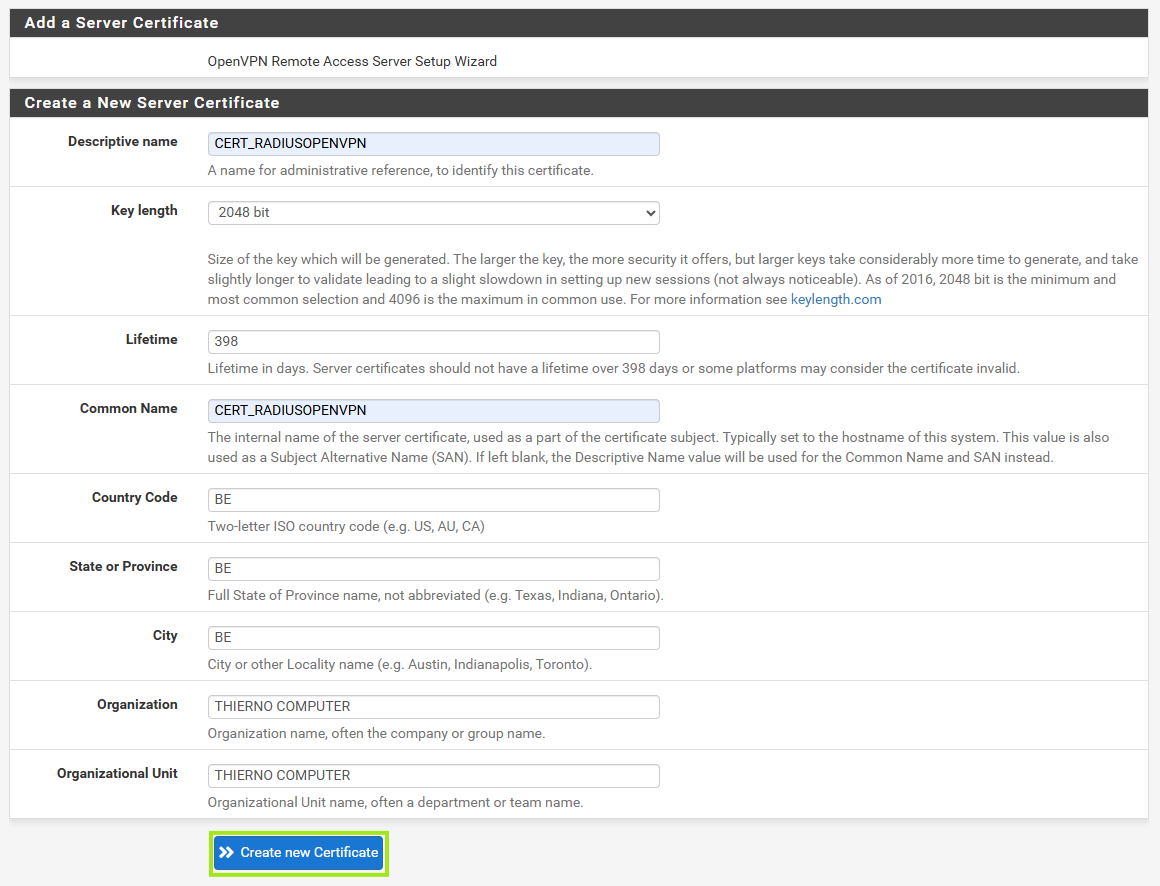 Add a Server Certificate
OpenVPN Remote Access Server Setup Wizard
Create a New Server Certificate
Descriptive name
CERT_RADIUSOPENVPN
A name for administrative reference, to identify this certificate.
Key length
2048 bit
Size of the key which will be generated. The larger the key, the more security it offers, but larger keys take considerably more time to generate, and take
slightly longer to validate leading to a slight slowdown in setting up new sessions (not always noticeable). As of 2016, 2048 bit is the minimum and
most common selection and 4096 is the maximum in common use. For more information see keylength.com
Lifetime
398
Lifetime in days. Server certificates should not have a lifetime over 398 days or some platforms may consider the certificate invalid.
Common Name
CERT_RADIUSOPENVPN
The internal name of the server certificate, used as a part of the certificate subject. Typically set to the hostname of this system. This value is also
used as a Subject Alternative Name (SAN). If left blank, the Descriptive Name value will be used for the Common Name and SAN instead.
Country Code
BE
Two-letter ISO country code (e.g. US, AU, CA)
State or Province
BE
Full State of Province name, not abbreviated (e.g. Texas, Indiana, Ontario).
City
BE
City or other Locality name (e.g. Austin, Indianapolis, Toronto).
Organization
THIERNO COMPUTER
Organization name, often the company or group name.
Organizational Unit
THIERNO COMPUTER
Organizational Unit name, often a department or team name.
Create new Certificate